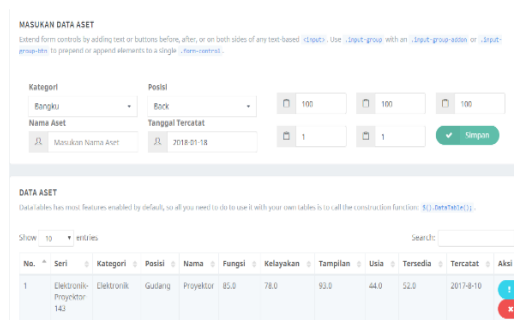 MASUKAN DATA ASET
Extend form controls by adding text or buttons before, after, or on both sides of any text-based <input>. Use .input-group with an .input-group-addon or .input-
group-btn to prepend or append elements to a single .form-control.
Kategori Posisi
Bangku Back 100 100 100
Nama Aset Tanggal Tercatat
Masukan Nama Aset 2018-01-18 1 1 Simpan
DATA ASET
DataTables has most features enabled by default, so all you need to do to use it with your own tables is to call the construction function: $().DataTable();.
Show 10 entries Search:
No. Seri Kategori Posisi Nama Fungsi Kelayakan Tampilan Usia Tersedia Tercatat Aksi
1 Elektronik- Elektronik Gudang Proyektor 85.0 78.0 93.0 44.0 52.0 2017-8-10
Proyektor-
143